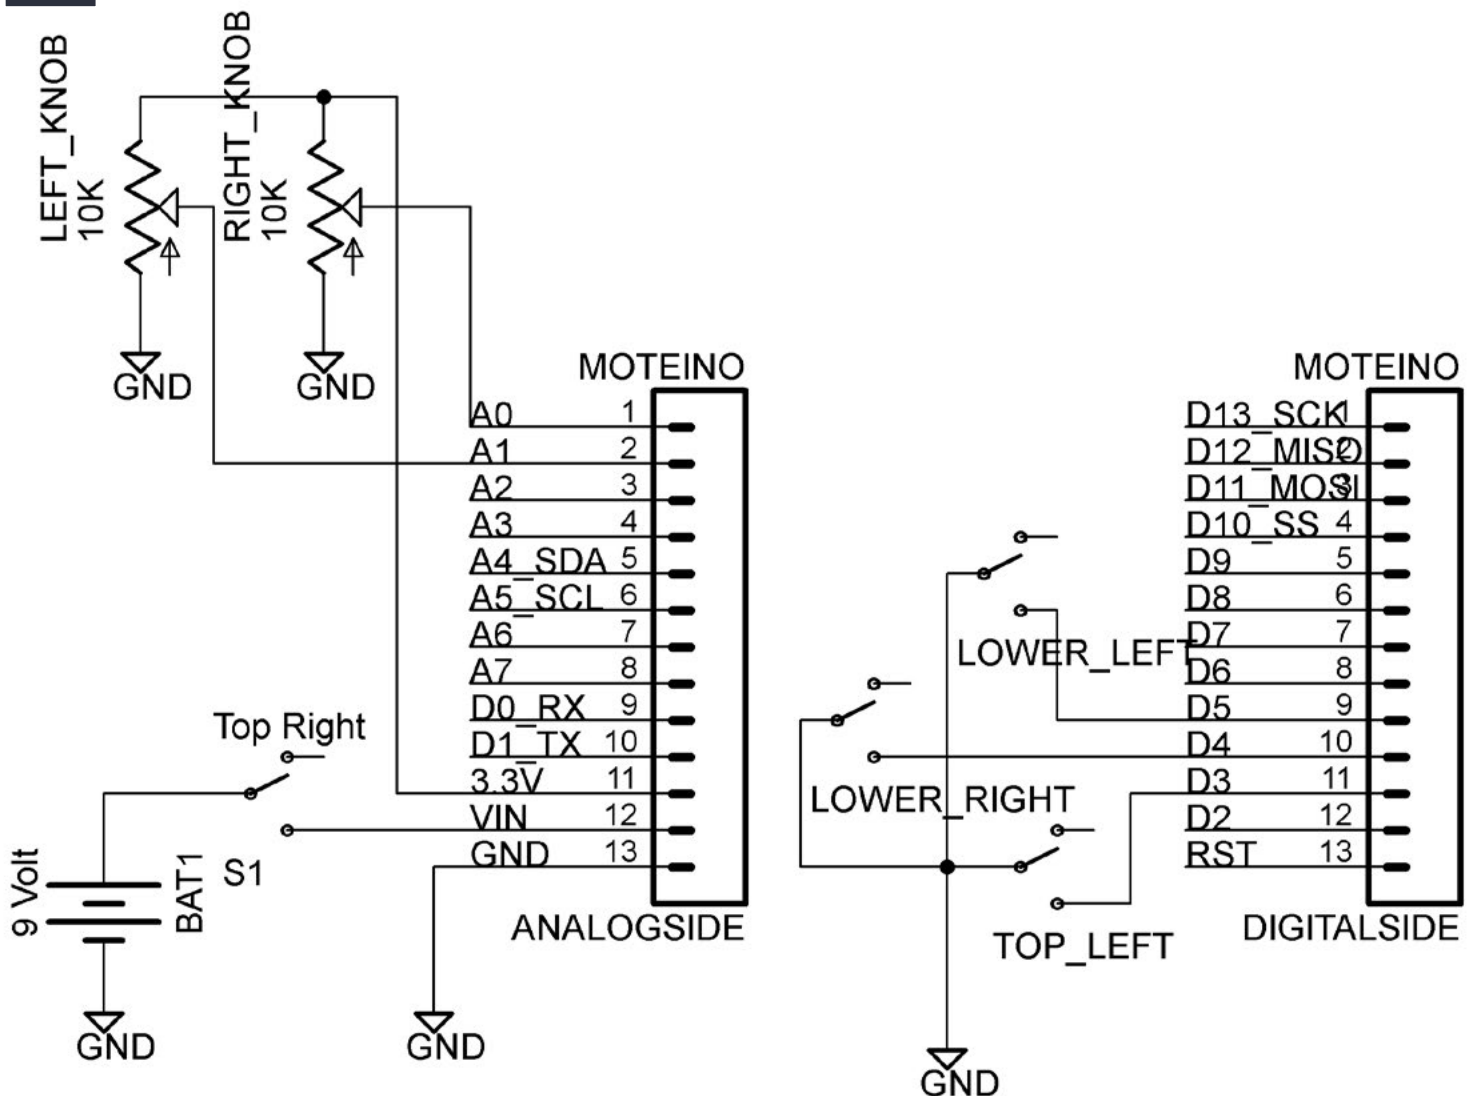 LEFT_KNOB
10K
RIGHT_KNOB
10K
GND
GND
MOTEINO
A0 1
A1 2
A2 3
A3 4
A4_SDA 5
A5_SCL 6
A6 7
A7 8
D0_RX 9
D1_TX 10
3.3V 11
VIN 12
GND 13
ANALOGSIDE
Top Right
S1
9 Volt
BAT1
GND
GND
MOTEINO
D13_SCK 1
D12_MISO 2
D11_MOSI 3
D10_SS 4
D9 5
D8 6
D7 7
D6 8
D5 9
D4 10
D3 11
D2 12
RST 13
DIGITALSIDE
LOWER_LEFT
LOWER_RIGHT
TOP_LEFT
GND